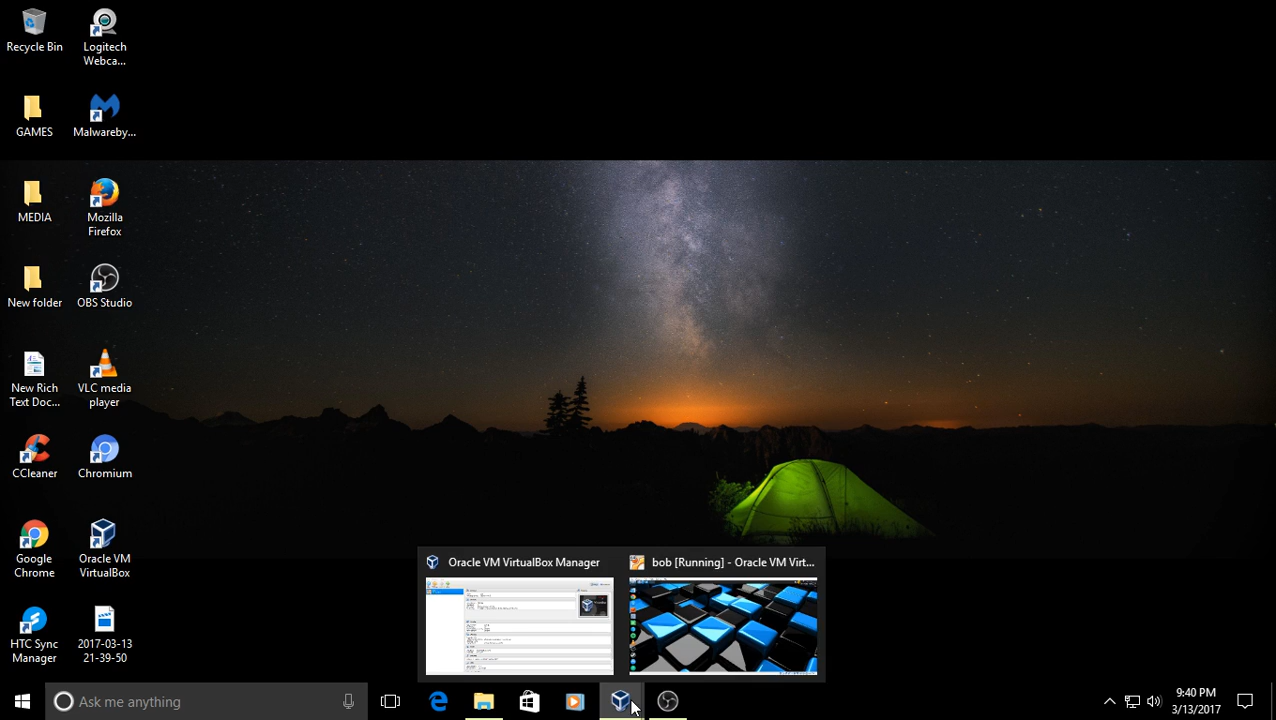 Recycle Bin
Logitech
Webca...
GAMES
Malwareby...
MEDIA
Mozilla
Firefox
New folder
OBS Studio
New Rich
Text Doc...
VLC media
player
CCleaner
Chromium
Google
Chrome
Oracle VM
VirtualBox
HTC Sync
2017-03-13
21-39-50
Oracle VM VirtualBox Manager
bob [Running] - Oracle VM Virt...
Ask me anything
9:40 PM
3/13/2017